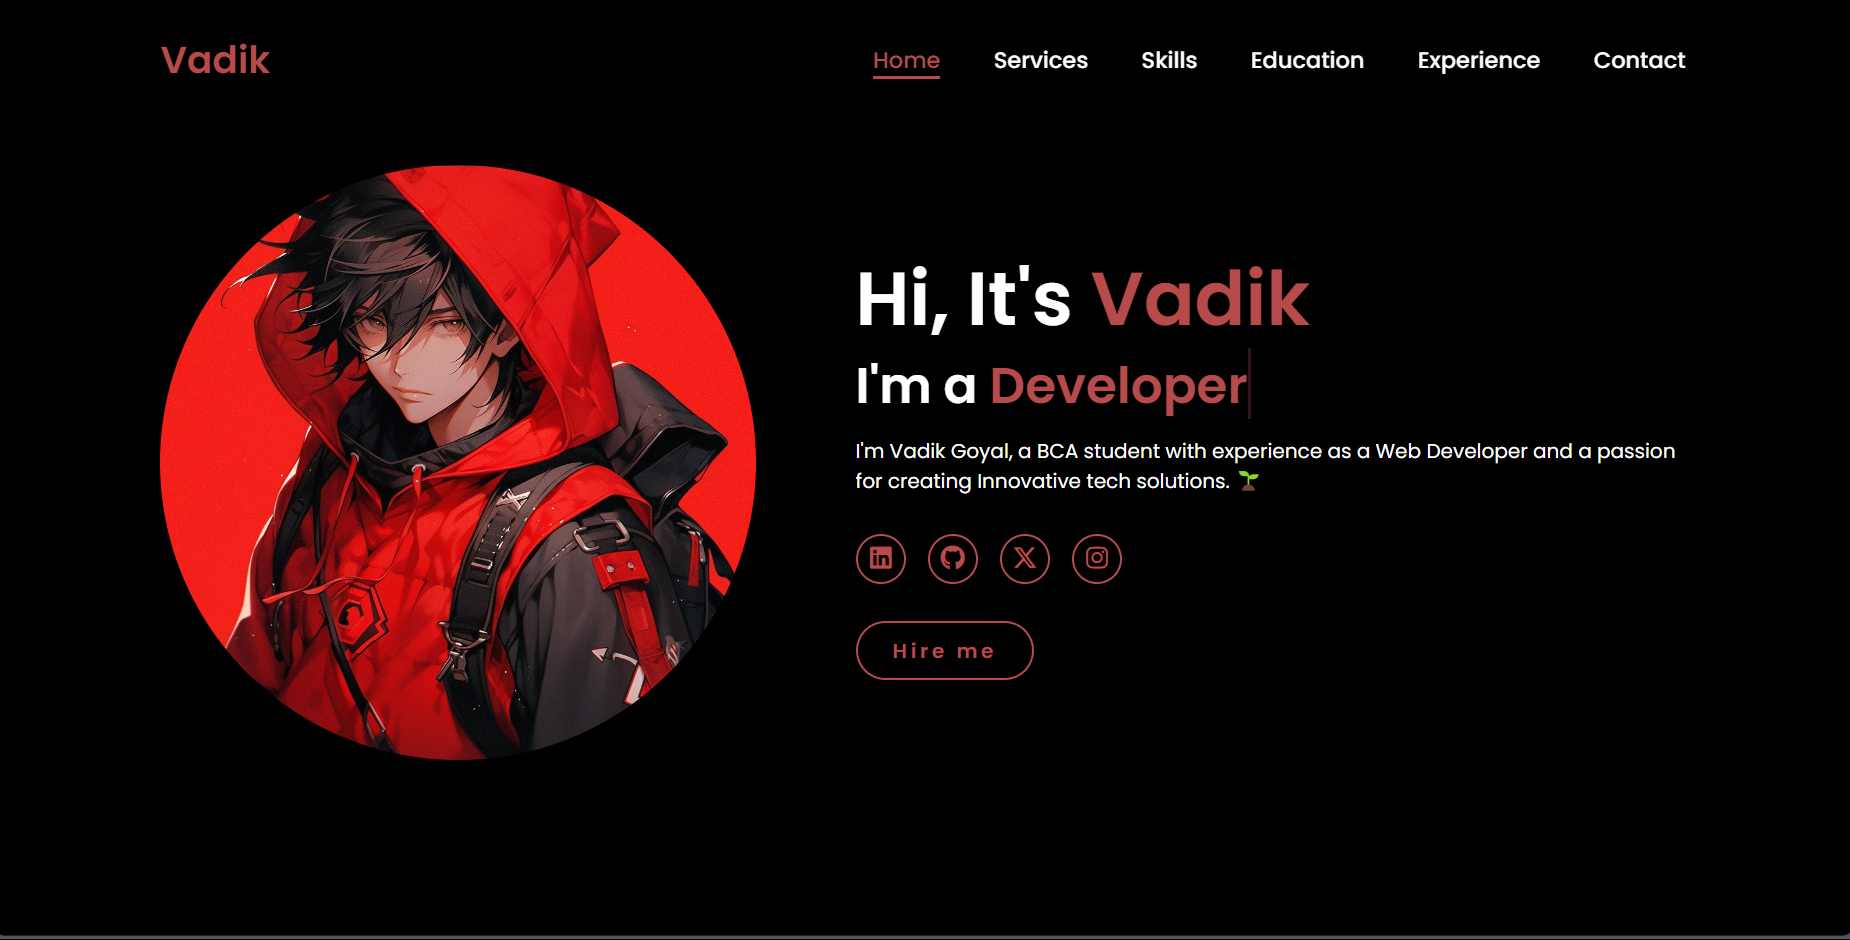 Vadik
Home Services Skills Education Experience Contact
Hi, It's Vadik
I'm a Developer
I'm Vadik Goyal, a BCA student with experience as a Web Developer and a passion
for creating Innovative tech solutions. 🌱
Hire me